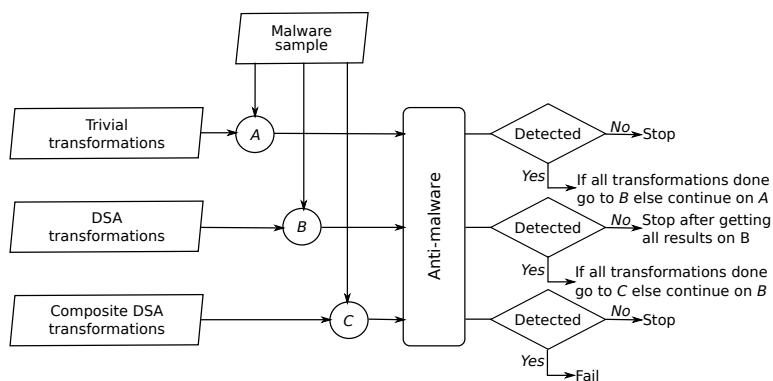 Malware
sample
Trivial
transformations
A
Detected
No
Stop
Yes
If all transformations done
go to B else continue on A
DSA
transformations
B
Anti-malware
Detected
No
Stop after getting
all results on B
Yes
If all transformations done
go to C else continue on B
Composite DSA
transformations
C
Detected
No
Stop
Yes
Fail